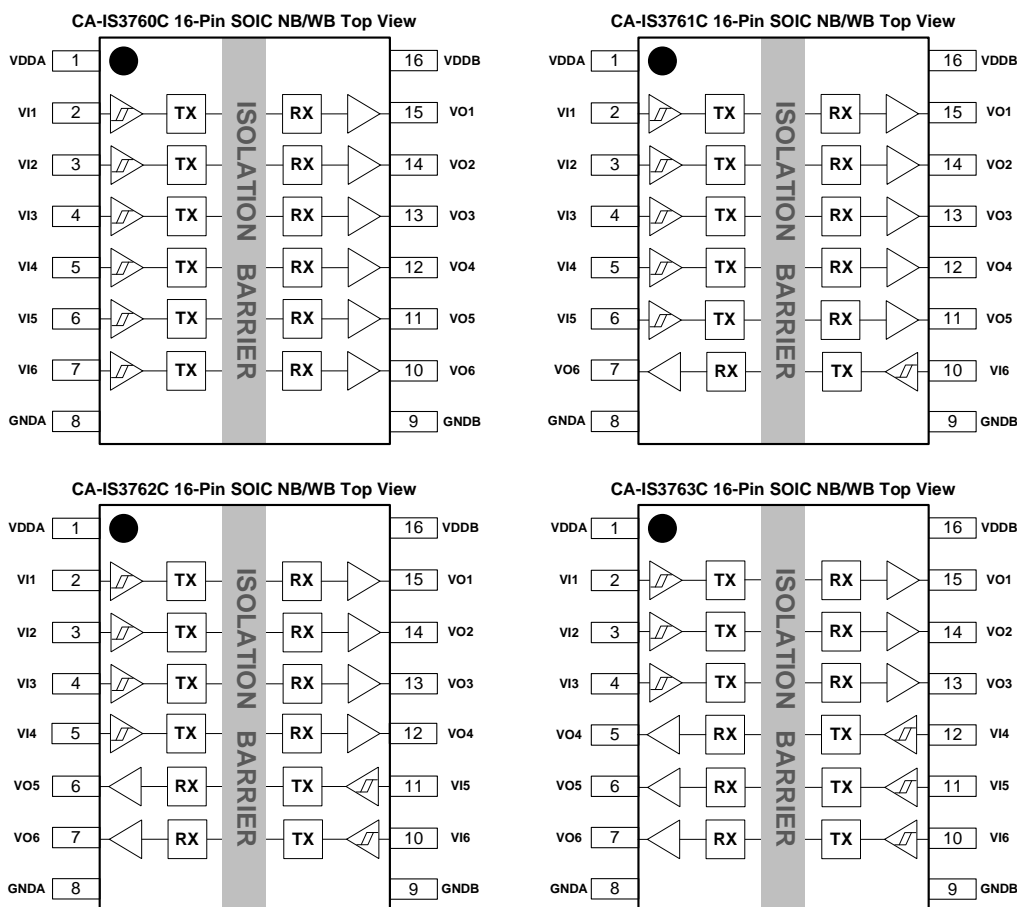 CA-IS3760C 16-Pin SOIC NB/WB Top View
VDDA 1 16 VDDB
VI1 2 TX RX 15 VO1
VI2 3 TX RX 14 VO2
VI3 4 TX RX 13 VO3
VI4 5 TX RX 12 VO4
VI5 6 TX RX 11 VO5
VI6 7 TX RX 10 VO6
GNDA 8 9 GNDB
ISOLATION BARRIER
CA-IS3761C 16-Pin SOIC NB/WB Top View
VDDA 1 16 VDDB
VI1 2 TX RX 15 VO1
VI2 3 TX RX 14 VO2
VI3 4 TX RX 13 VO3
VI4 5 TX RX 12 VO4
VI5 6 TX RX 11 VO5
VO6 7 RX TX 10 VI6
GNDA 8 9 GNDB
ISOLATION BARRIER
CA-IS3762C 16-Pin SOIC NB/WB Top View
VDDA 1 16 VDDB
VI1 2 TX RX 15 VO1
VI2 3 TX RX 14 VO2
VI3 4 TX RX 13 VO3
VI4 5 TX RX 12 VO4
VO5 6 RX TX 11 VI5
VO6 7 RX TX 10 VI6
GNDA 8 9 GNDB
ISOLATION BARRIER
CA-IS3763C 16-Pin SOIC NB/WB Top View
VDDA 1 16 VDDB
VI1 2 TX RX 15 VO1
VI2 3 TX RX 14 VO2
VI3 4 TX RX 13 VO3
VO4 5 RX TX 12 VI4
VO5 6 RX TX 11 VI5
VO6 7 RX TX 10 VI6
GNDA 8 9 GNDB
ISOLATION BARRIER